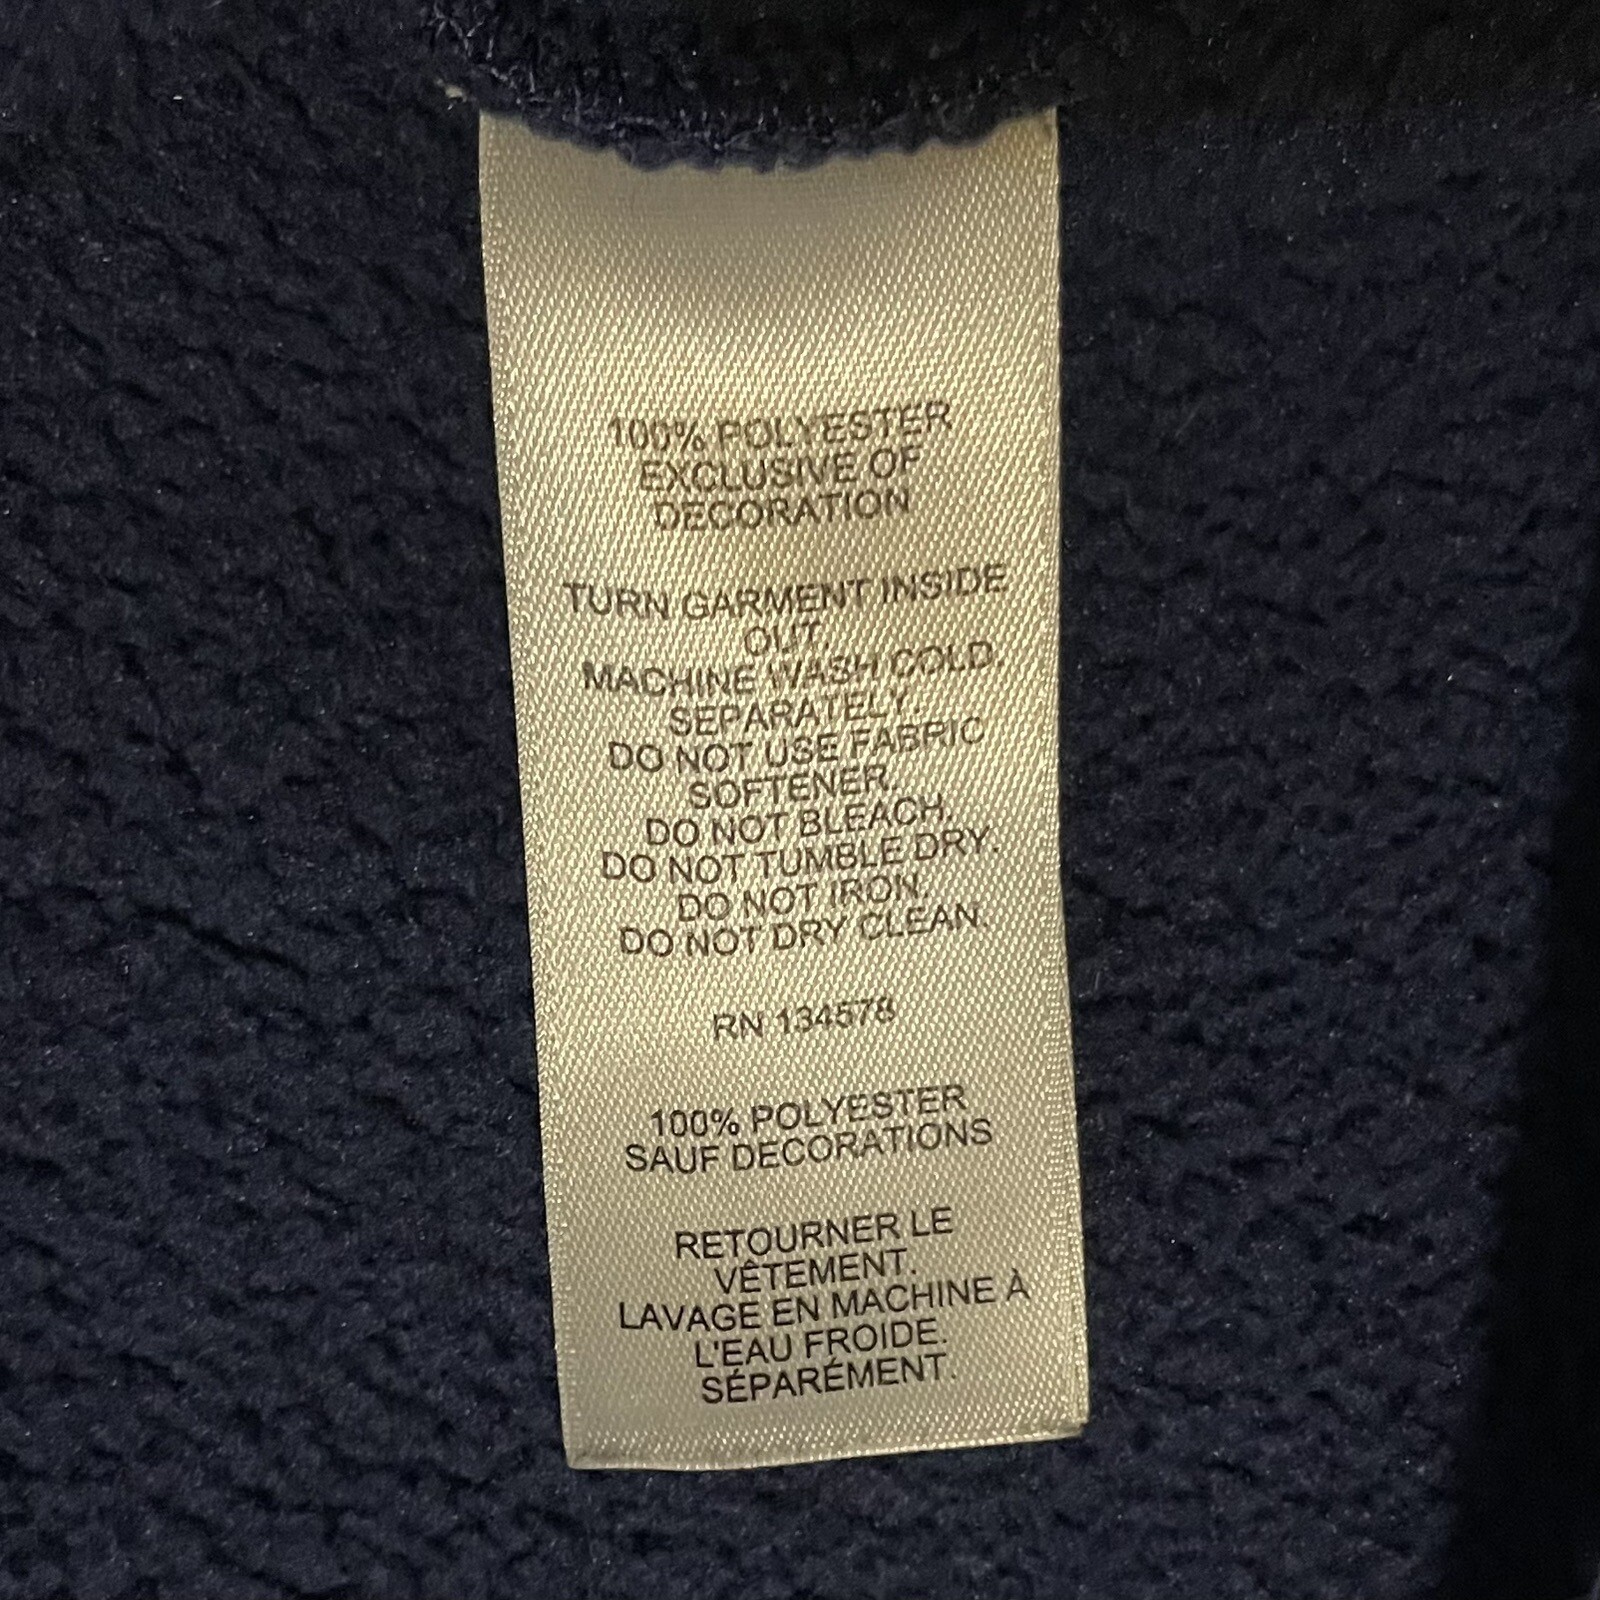 100% POLYESTER
EXCLUSIVE OF
DECORATION
TURN GARMENT INSIDE
OUT.
MACHINE WASH COLD.
SEPARATELY.
DO NOT USE FABRIC
SOFTENER.
DO NOT BLEACH.
DO NOT TUMBLE DRY.
DO NOT IRON.
DO NOT DRY CLEAN.
RN 134578
100% POLYESTER
SAUF DECORATIONS
RETOURNER LE
VÊTEMENT.
LAVAGE EN MACHINE À
L'EAU FROIDE.
SÉPARÉMENT.